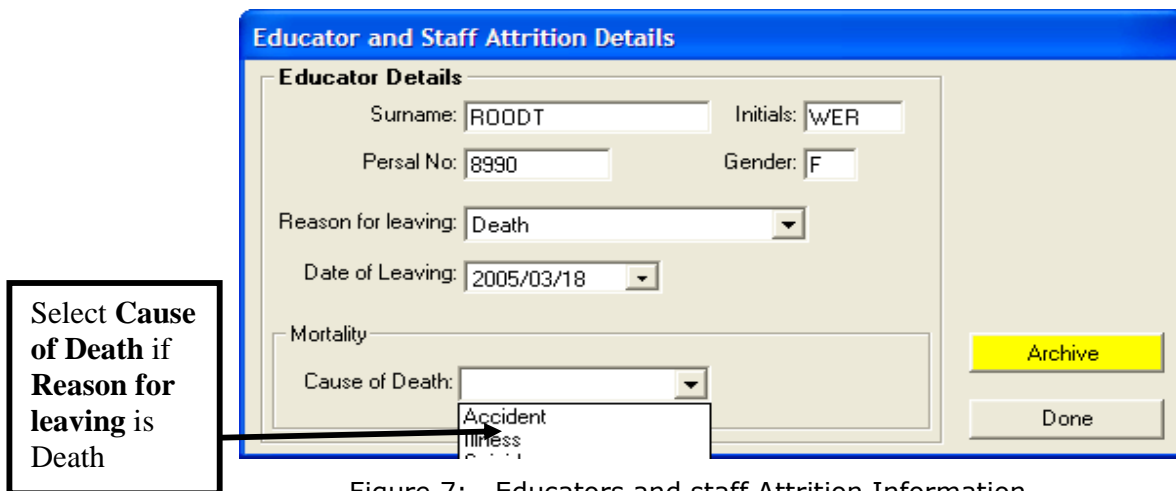 Educator and Staff Attrition Details
Educator Details
Surname: ROODT Initials: WER
Persal No: 8990 Gender: F
Reason for leaving: Death
Date of Leaving: 2005/03/18
Select Cause
of Death if
Reason for
leaving is
Death
Mortality
Cause of Death:
Accident
Illness
Archive
Done
Figure 7: Educators and staff Attrition Information